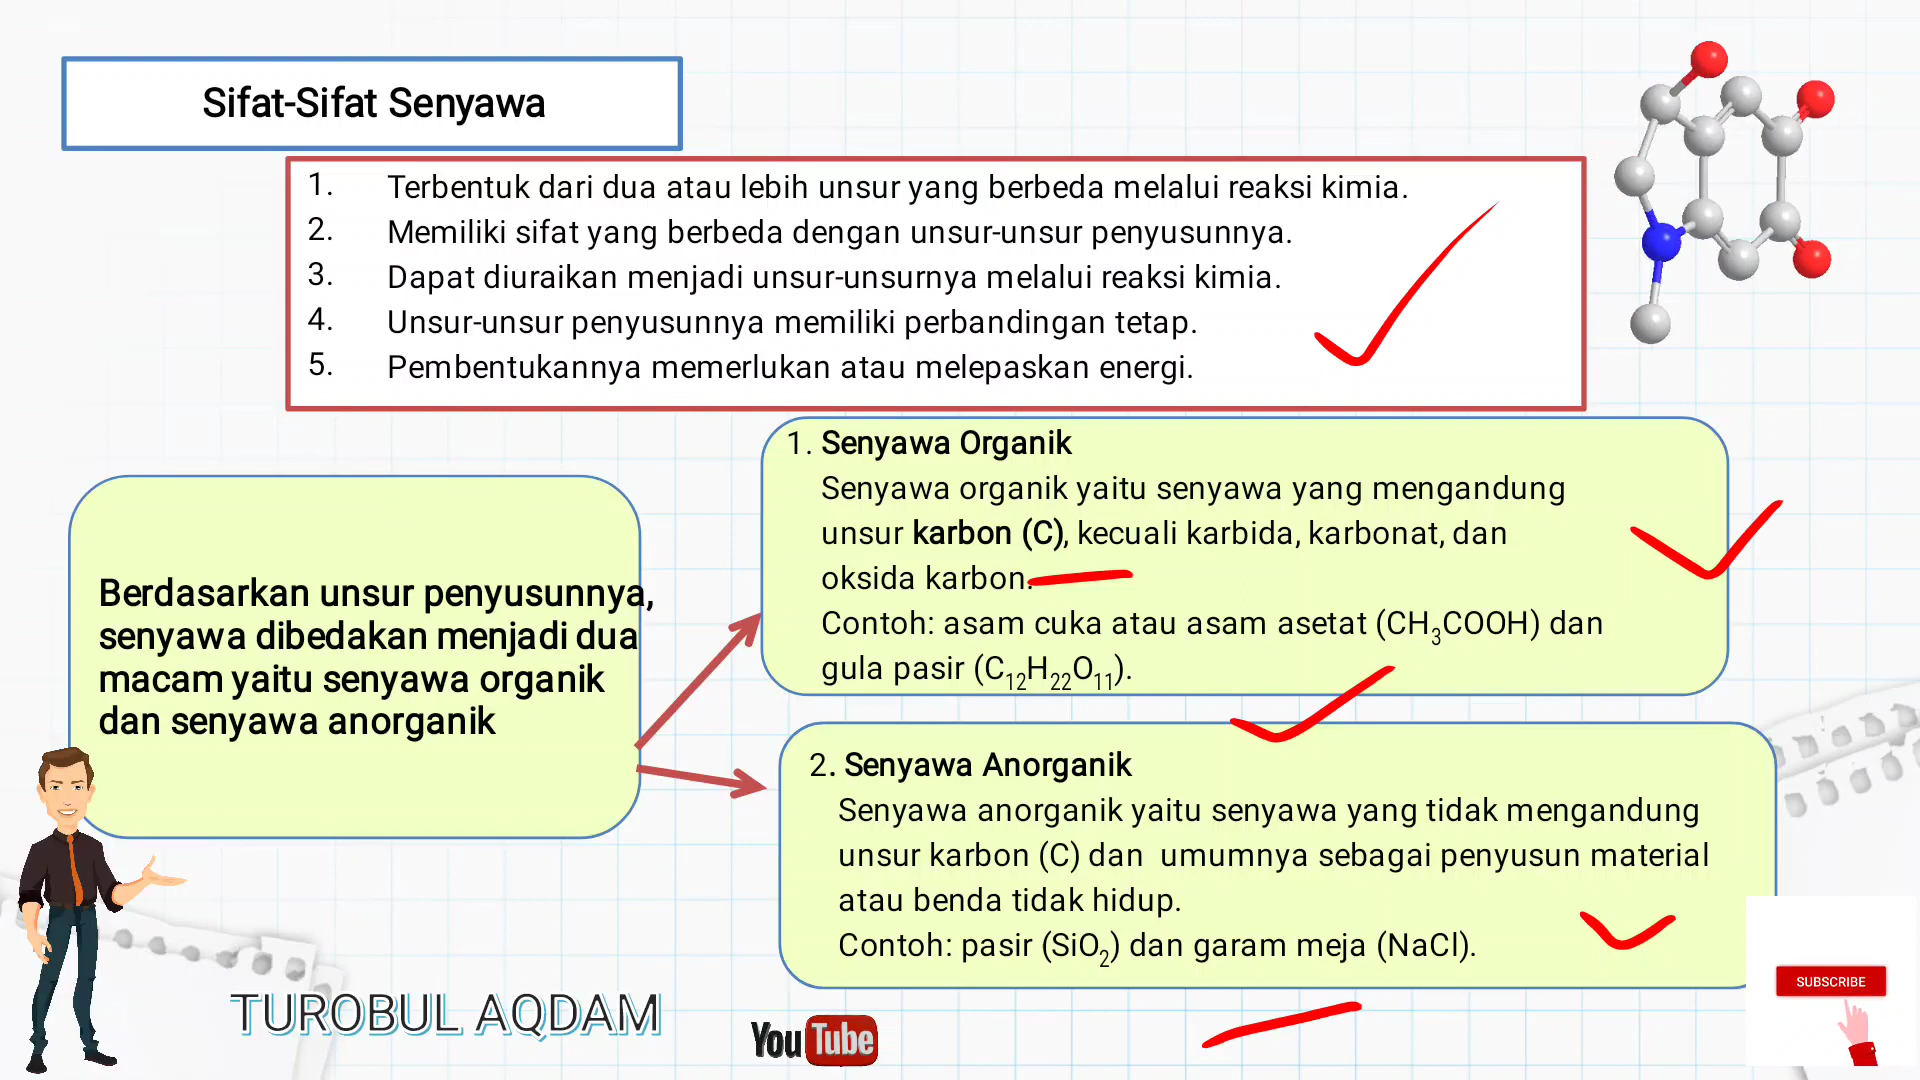 Sifat-Sifat Senyawa
1. Terbentuk dari dua atau lebih unsur yang berbeda melalui reaksi kimia.
2. Memiliki sifat yang berbeda dengan unsur-unsur penyusunnya.
3. Dapat diuraikan menjadi unsur-unsurnya melalui reaksi kimia.
4. Unsur-unsur penyusunnya memiliki perbandingan tetap.
5. Pembentukannya memerlukan atau melepaskan energi.
Berdasarkan unsur penyusunnya,
senyawa dibedakan menjadi dua
macam yaitu senyawa organik
dan senyawa anorganik
1. Senyawa Organik
Senyawa organik yaitu senyawa yang mengandung
unsur karbon (C), kecuali karbida, karbonat, dan
oksida karbon.
Contoh: asam cuka atau asam asetat (CH₃COOH) dan
gula pasir (C₁₂H₂₂O₁₁).
2. Senyawa Anorganik
Senyawa anorganik yaitu senyawa yang tidak mengandung
unsur karbon (C) dan umumnya sebagai penyusun material
atau benda tidak hidup.
Contoh: pasir (SiO₂) dan garam meja (NaCl).
TUROBUL AQDAM
YouTube
SUBSCRIBE